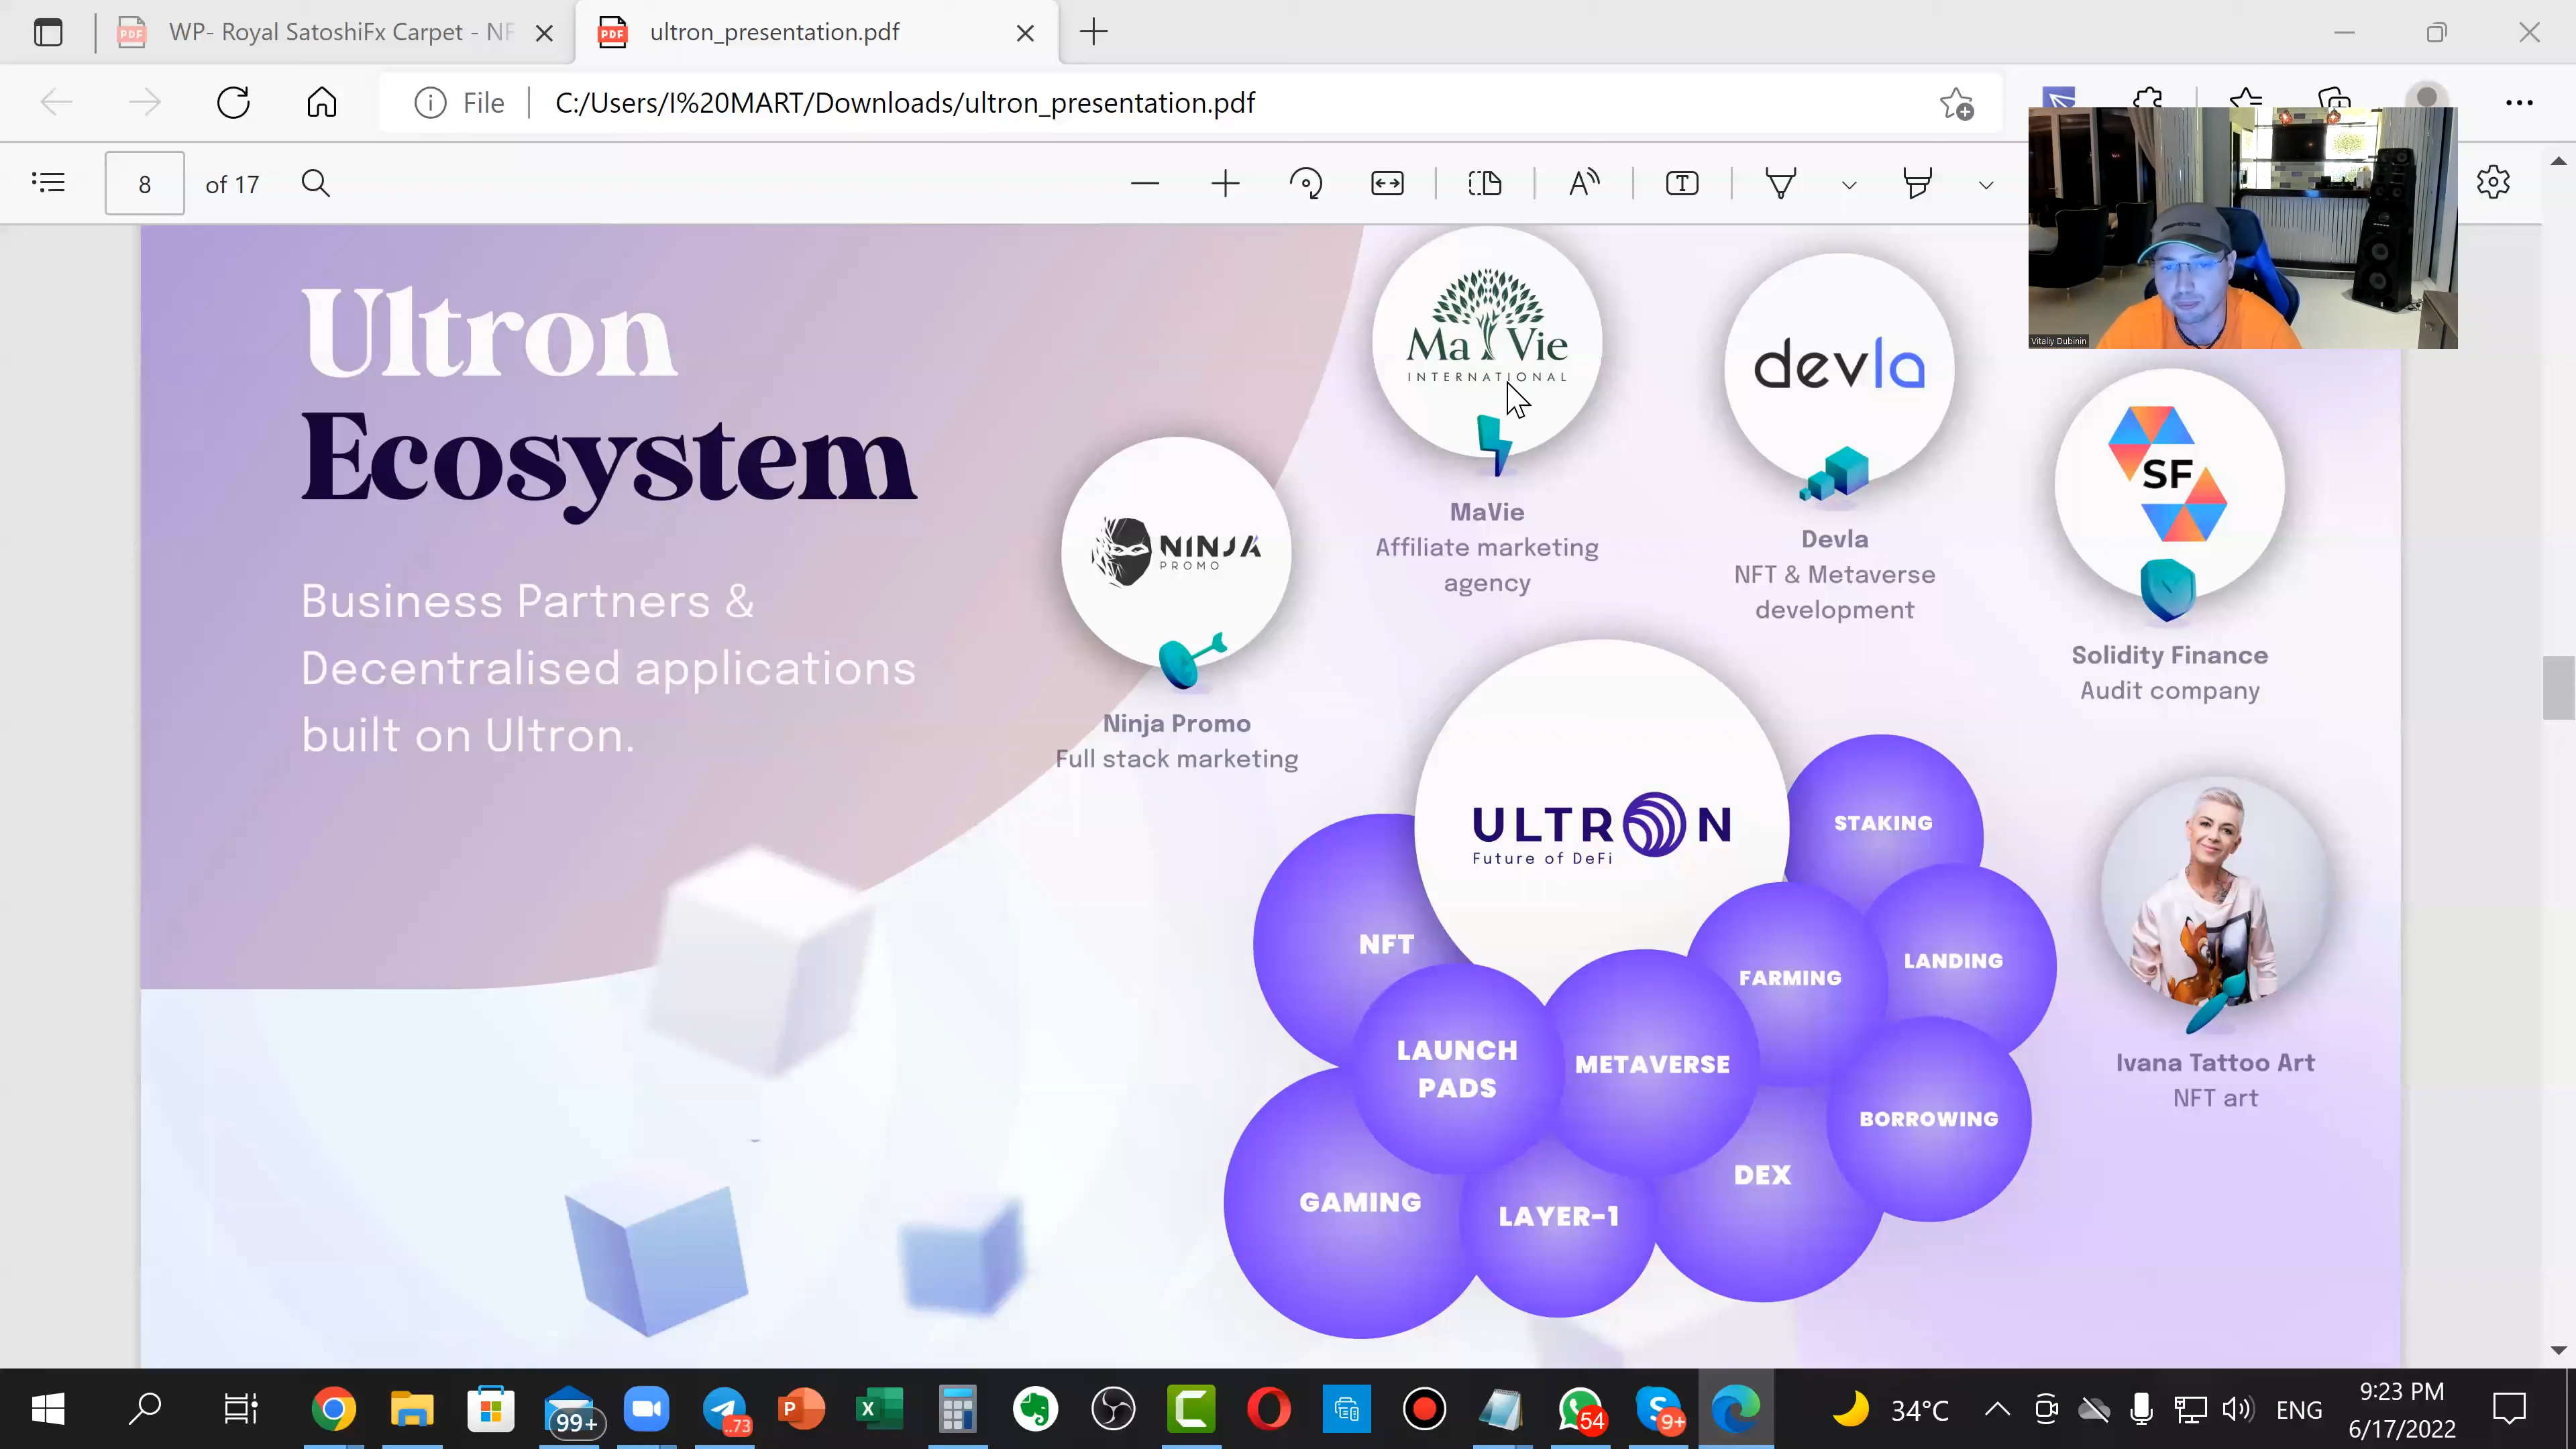 WP- Royal SatoshiFx Carpet - NF
ultron_presentation.pdf
File
C:/Users/I%20MART/Downloads/ultron_presentation.pdf
8 of 17
Vitaliy Dubinin
Ultron
Ecosystem
Business Partners &
Decentralised applications
built on Ultron.
NINJA
PROMO
Ninja Promo
Full stack marketing
Ma Vie
INTERNATIONAL
MaVie
Affiliate marketing
agency
devla
Devla
NFT & Metaverse
development
SF
Solidity Finance
Audit company
ULTRON
Future of DeFi
STAKING
NFT
FARMING
LANDING
LAUNCH
PADS
METAVERSE
BORROWING
GAMING
LAYER-1
DEX
Ivana Tattoo Art
NFT art
99+
..73
54
9+
34°C
ENG
9:23 PM
6/17/2022